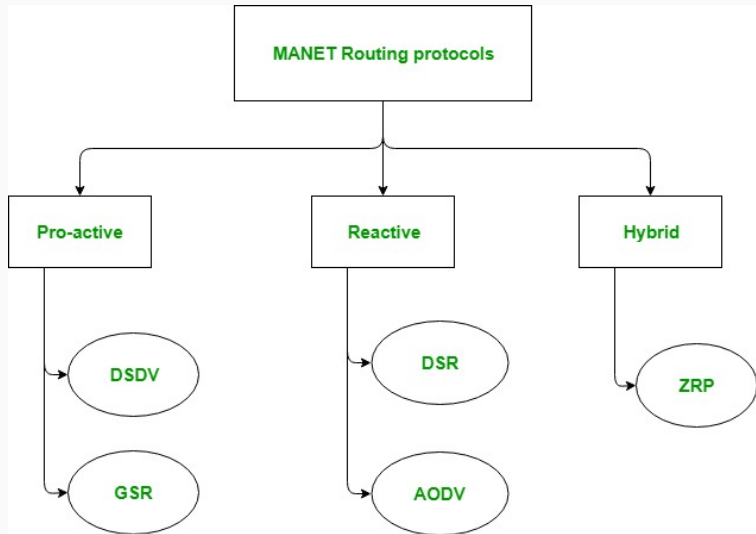 MANET Routing protocols
Pro-active
Reactive
Hybrid
DSDV
DSR
ZRP
GSR
AODV